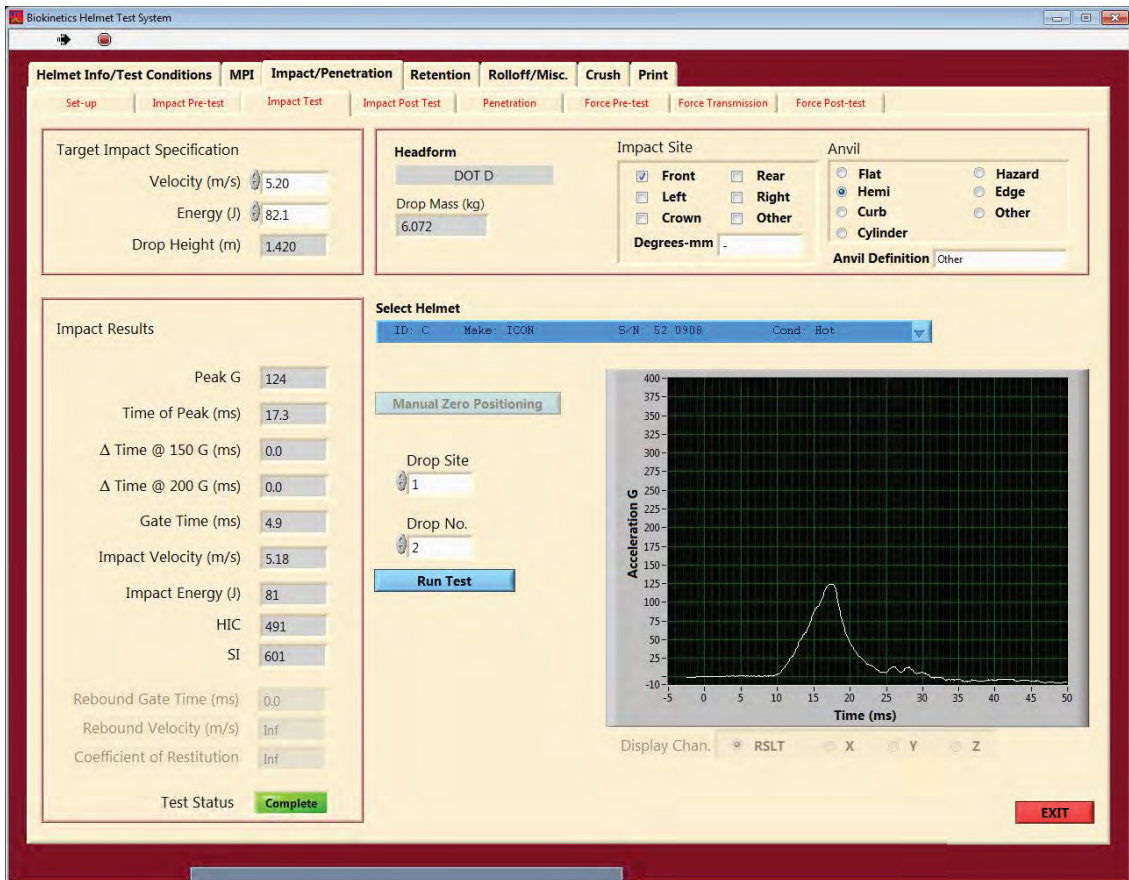 Biokinetics Helmet Test System
Helmet Info/Test Conditions MPI Impact/Penetration Retention Rolloff/Misc. Crush Print
Set-up Impact Pre-test Impact Test Impact Post Test Penetration Force Pre-test Force Transmission Force Post-test
Target Impact Specification
Velocity (m/s) 5.20
Energy (J) 82.1
Drop Height (m) 1.420
Headform
DOT D
Drop Mass (kg)
6.072
Impact Site
Front Rear
Left Right
Crown Other
Degrees-mm -
Anvil
Flat Hazard
Hemi Edge
Curb Other
Cylinder
Anvil Definition Other
Select Helmet
ID: C Make: ICON S/N: 52 0908 Cond: Hot
Impact Results
Peak G 124
Time of Peak (ms) 17.3
Δ Time @ 150 G (ms) 0.0
Δ Time @ 200 G (ms) 0.0
Gate Time (ms) 4.9
Impact Velocity (m/s) 5.18
Impact Energy (J) 81
HIC 491
SI 601
Rebound Gate Time (ms) 0.0
Rebound Velocity (m/s) Inf
Coefficient of Restitution Inf
Test Status Complete
Manual Zero Positioning
Drop Site
1
Drop No.
2
Run Test
Acceleration G
400
375
350
325
300
275
250
225
200
175
150
125
100
75
50
25
-10
-5 0 5 10 15 20 25 30 35 40 45 50
Time (ms)
Display Chan. RSLT X Y Z
EXIT